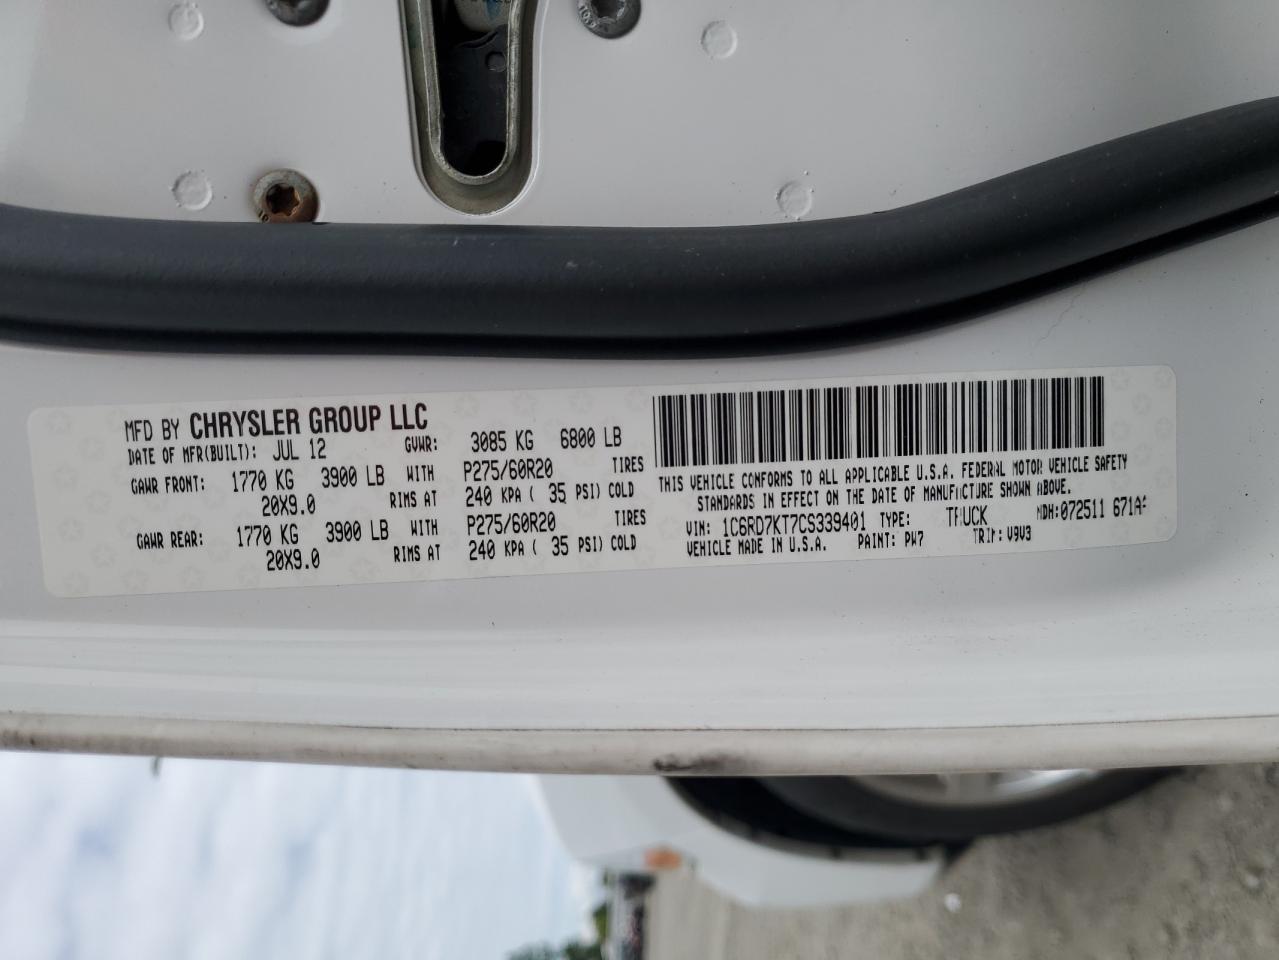 MFD BY CHRYSLER GROUP LLC
DATE OF MFR(BUILT): JUL 12 GVWR: 3085 KG 6800 LB
GAWR FRONT: 1770 KG 3900 LB WITH P275/60R20 TIRES
20X9.0 RIMS AT 240 KPA ( 35 PSI) COLD
GAWR REAR: 1770 KG 3900 LB WITH P275/60R20 TIRES
20X9.0 RIMS AT 240 KPA ( 35 PSI) COLD
THIS VEHICLE CONFORMS TO ALL APPLICABLE U.S.A. FEDERAL MOTOR VEHICLE SAFETY
STANDARDS IN EFFECT ON THE DATE OF MANUFACTURE SHOWN ABOVE.
VIN: 1C6RD7KT7CS339401 TYPE: TRUCK MDH: 072511
VEHICLE MADE IN U.S.A. PAINT: PW7 TRIM: V9V3